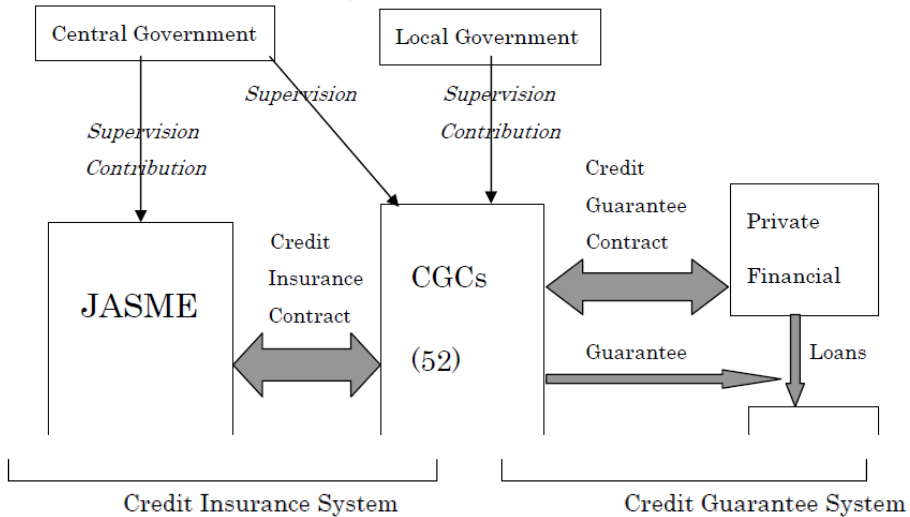 Central Government
Local Government
Supervision
Supervision
Contribution
Supervision
Contribution
JASME
Credit
Insurance
Contract
CGCs
(52)
Credit
Guarantee
Contract
Private
Financial
Guarantee
Loans
Credit Insurance System
Credit Guarantee System